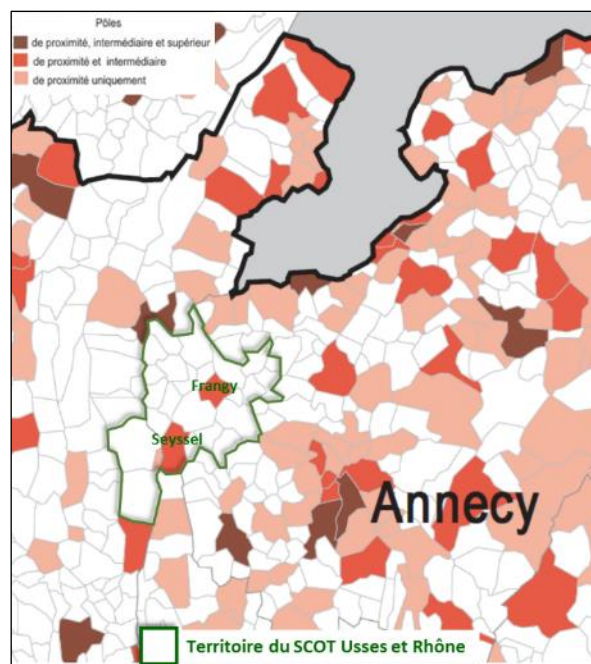 Pôles
de proximité, intermédiaire et supérieur
de proximité et intermédiaire
de proximité uniquement
Frangy
Seyssel
Annecy
Territoire du SCOT Usses et Rhône